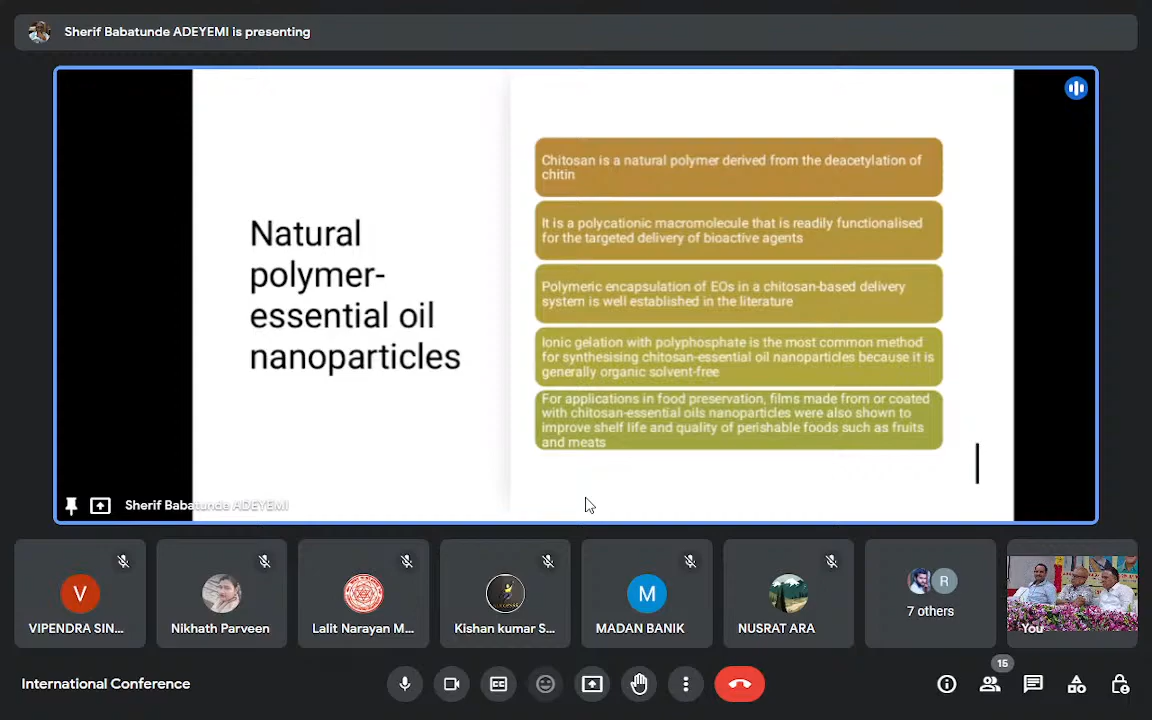 Sherif Babatunde ADEYEMI is presenting
Natural
polymer-
essential oil
nanoparticles
Chitosan is a natural polymer derived from the deacetylation of
chitin
It is a polycationic macromolecule that is readily functionalised
for the targeted delivery of bioactive agents
Polymeric encapsulation of EOs in a chitosan-based delivery
system is well established in the literature
Ionic gelation with polyphosphate is the most common method
for synthesising chitosan-essential oil nanoparticles because it is
generally organic solvent-free
For applications in food preservation, films made from or coated
with chitosan-essential oils nanoparticles were also shown to
improve shelf life and quality of perishable foods such as fruits
and meats
Sherif Babatunde ADEYEMI
V
VIPENDRA SIN...
Nikhath Parveen
Lalit Narayan M...
Kishan kumar S...
M
MADAN BANIK
NUSRAT ARA
R
7 others
You
International Conference
15